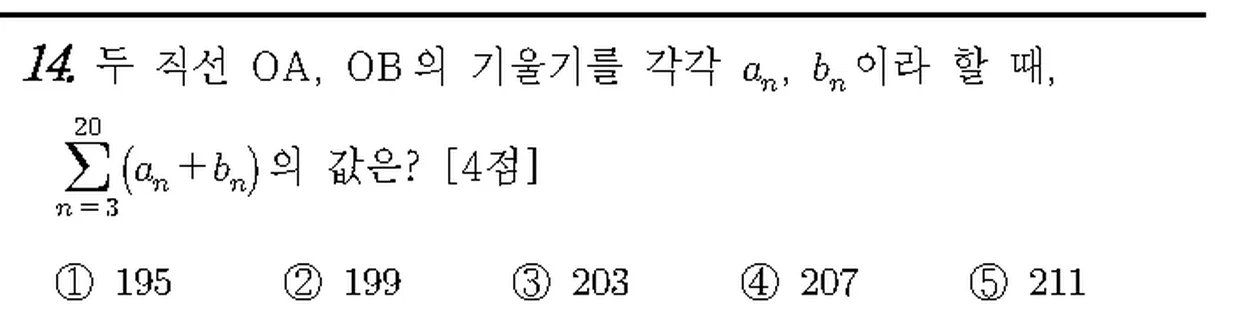 14. 두 직선 OA, OB의 기울기를 각각 aₙ, bₙ이라 할 때,
20
∑(aₙ+bₙ)의 값은? [4점]
n=3
① 195 ② 199 ③ 203 ④ 207 ⑤ 211